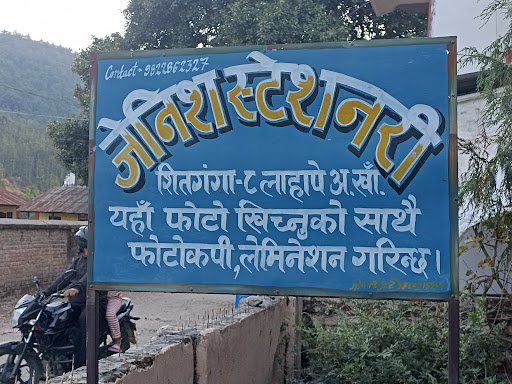 Contact - 9822862327
जेनिश स्टेशनरी
शितगंगा-८ लाहापे अ.खाँ.
यहाँ फोटो खिच्नुको साथै
फोटोकपी, लेमिनेशन गरिन्छ।